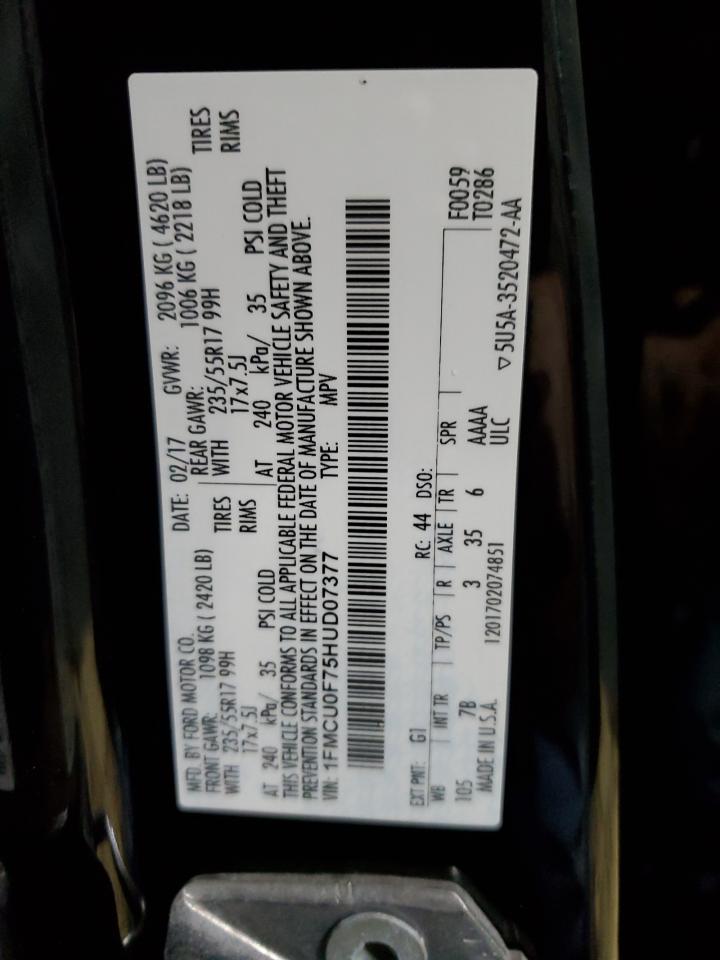 MFD. BY FORD MOTOR CO. DATE: 02/17 GVWR: 2096 KG ( 4620 LB)
FRONT GAWR: 1098 KG ( 2420 LB) REAR GAWR: 1006 KG ( 2218 LB)
WITH 235/55R17 99H TIRES WITH 235/55R17 99H TIRES
17x7.5J RIMS 17x7.5J RIMS
AT 240 kPa/ 35 PSI COLD AT 240 kPa/ 35 PSI COLD
THIS VEHICLE CONFORMS TO ALL APPLICABLE FEDERAL MOTOR VEHICLE SAFETY AND THEFT
PREVENTION STANDARDS IN EFFECT ON THE DATE OF MANUFACTURE SHOWN ABOVE.
VIN: 1FMCU0F75HUD07377 TYPE: MPV
EXT PNT: G1 RC: 44 DSO: F0059
WB INT TR TP/PS R AXLE TR SPR T0286
105 7B 3 35 6 AAAA
ULC
MADE IN U.S.A. 1201702074851 ▽ 5U5A-3520472-AA